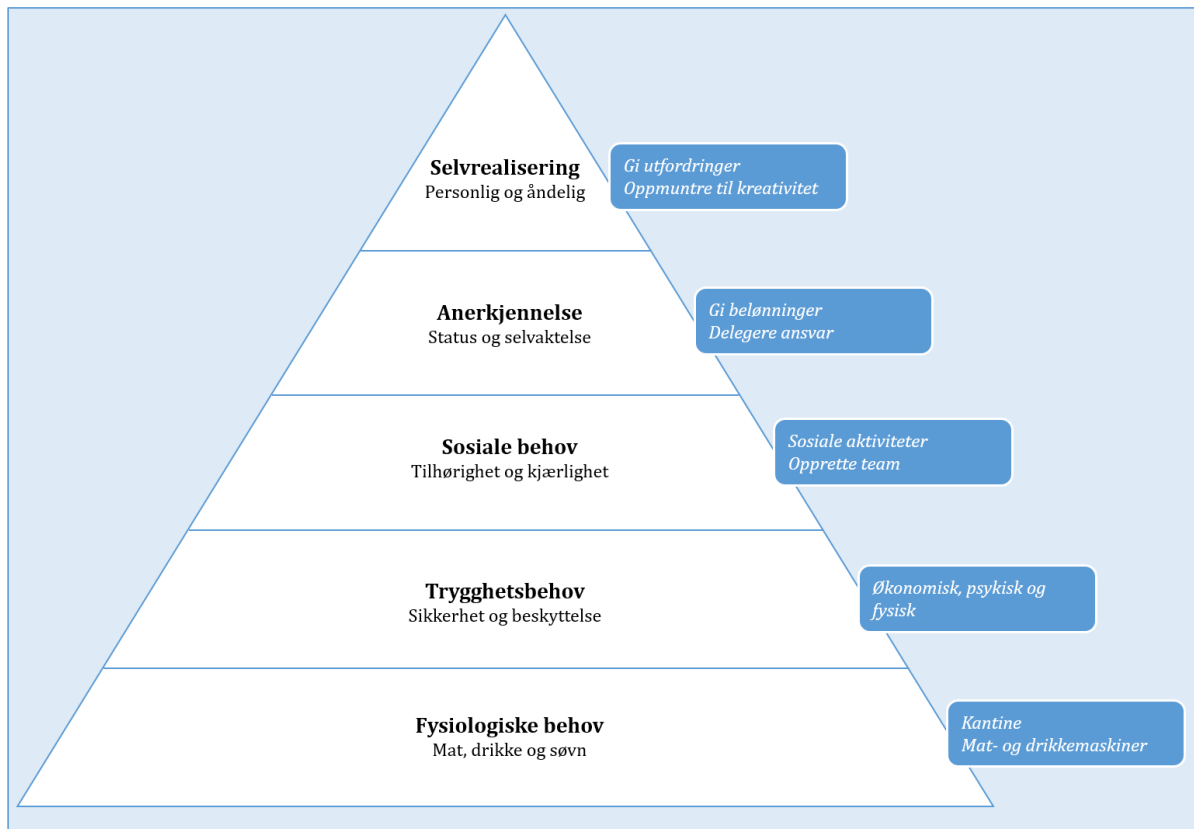 Selvrealisering
Personlig og åndelig
Gi utfordringer
Oppmuntre til kreativitet
Anerkjennelse
Status og selvaktelse
Gi belønninger
Delegere ansvar
Sosiale behov
Tilhørighet og kjærlighet
Sosiale aktiviteter
Opprette team
Trygghetsbehov
Sikkerhet og beskyttelse
Økonomisk, psykisk og
fysisk
Fysiologiske behov
Mat, drikke og søvn
Kantine
Mat- og drikkemaskiner